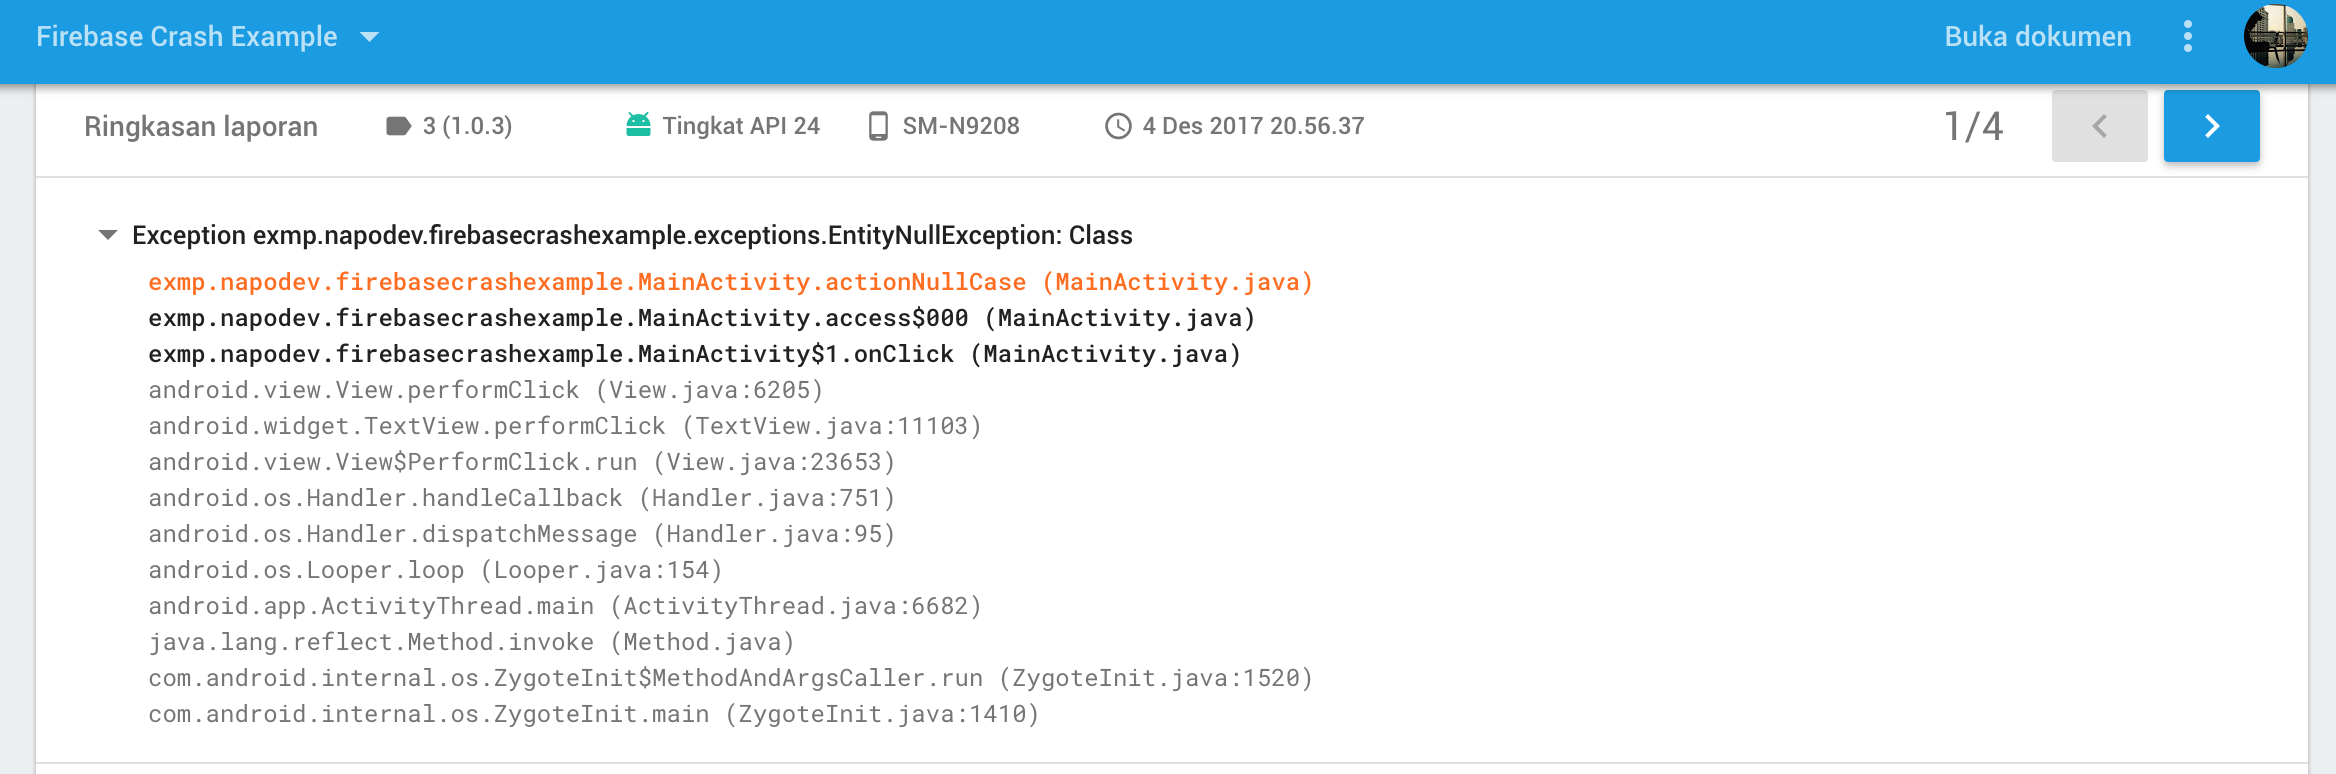 Firebase Crash Example
Buka dokumen
Ringkasan laporan 3 (1.0.3) Tingkat API 24 SM-N9208 4 Des 2017 20.56.37 1/4
Exception exmp.napodev.firebasecrashexample.exceptions.EntityNullException: Class
exmp.napodev.firebasecrashexample.MainActivity.actionNullCase (MainActivity.java)
exmp.napodev.firebasecrashexample.MainActivity.access$000 (MainActivity.java)
exmp.napodev.firebasecrashexample.MainActivity$1.onClick (MainActivity.java)
android.view.View.performClick (View.java:6205)
android.widget.TextView.performClick (TextView.java:11103)
android.view.View$PerformClick.run (View.java:23653)
android.os.Handler.handleCallback (Handler.java:751)
android.os.Handler.dispatchMessage (Handler.java:95)
android.os.Looper.loop (Looper.java:154)
android.app.ActivityThread.main (ActivityThread.java:6682)
java.lang.reflect.Method.invoke (Method.java)
com.android.internal.os.ZygoteInit$MethodAndArgsCaller.run (ZygoteInit.java:1520)
com.android.internal.os.ZygoteInit.main (ZygoteInit.java:1410)